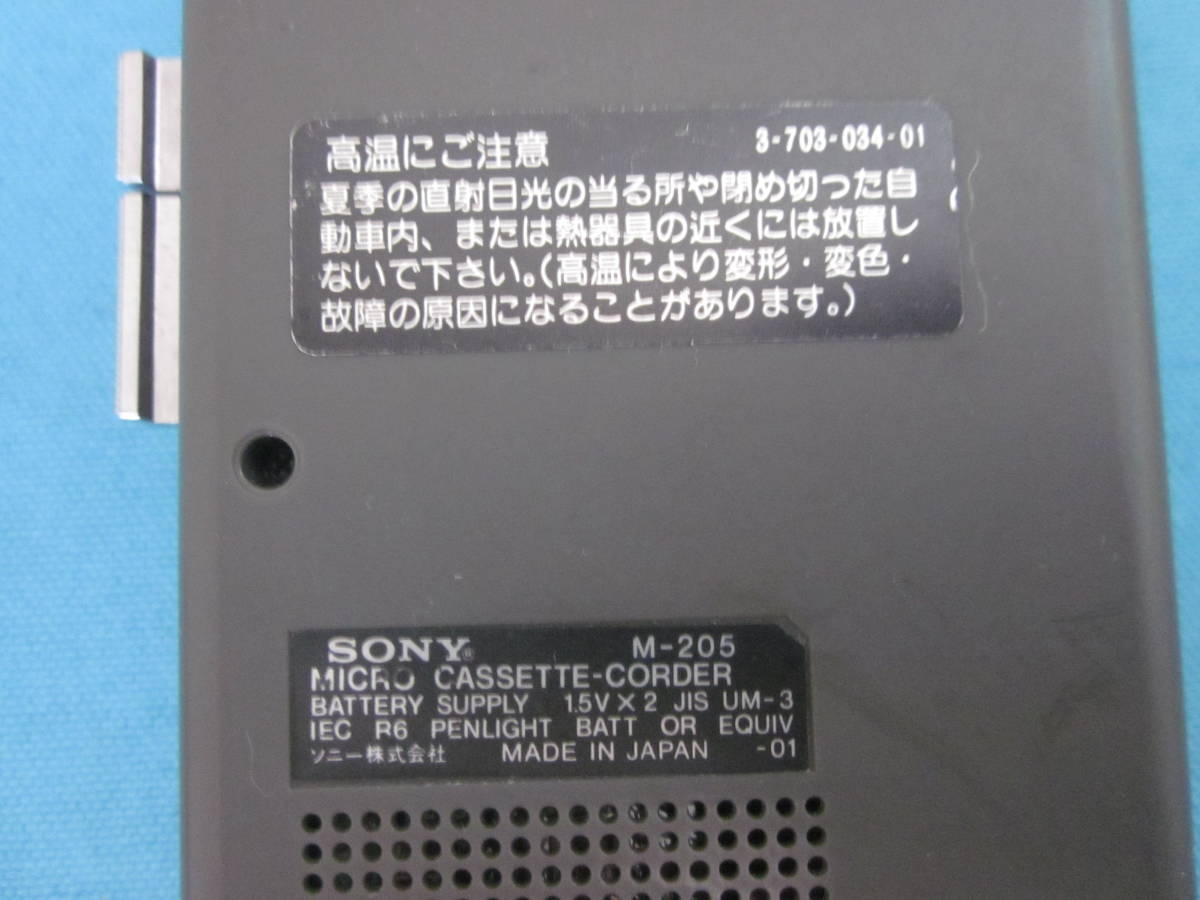 高温にご注意 3-703-034-01
夏季の直射日光の当る所や閉め切った自
動車内、または熱器具の近くには放置し
ないで下さい。(高温により変形・変色・
故障の原因になることがあります。)
SONY® M-205
MICRO CASSETTE-CORDER
BATTERY SUPPLY 1.5V×2 JIS UM-3
IEC R6 PENLIGHT BATT OR EQUIV
ソニー株式会社 MADE IN JAPAN -01